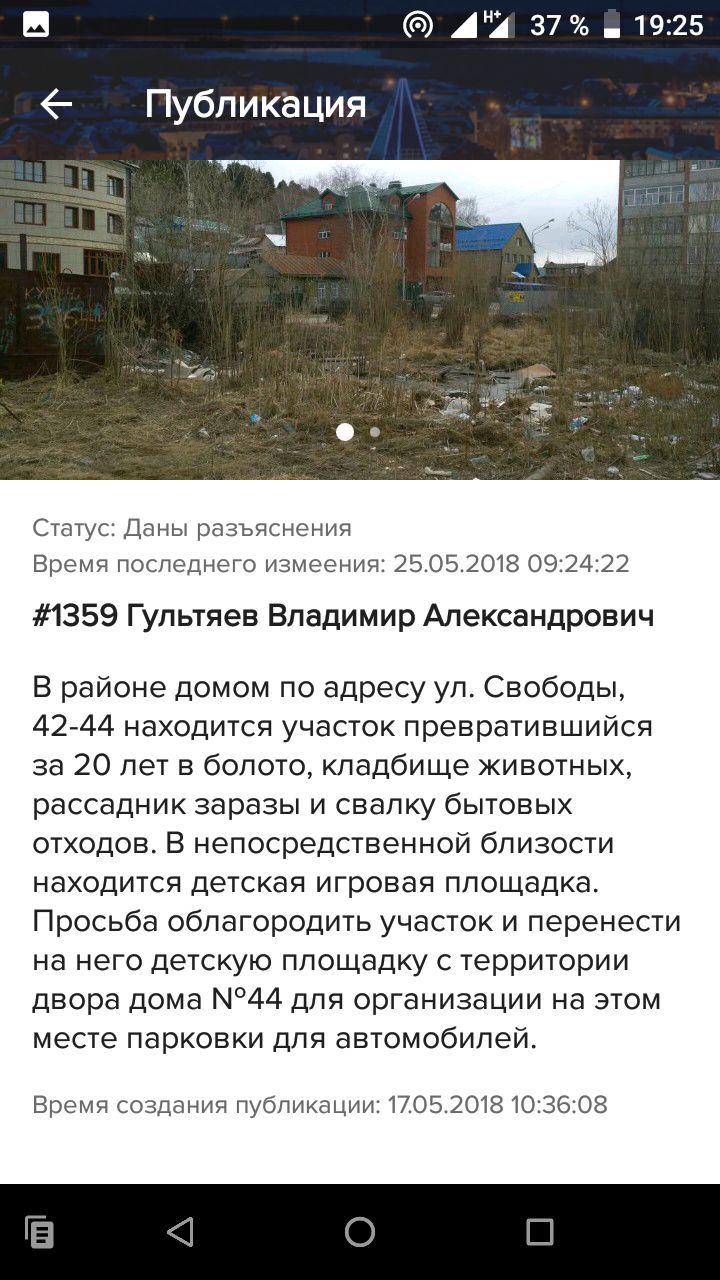 37 % 19:25
Публикация
Статус: Даны разъяснения
Время последнего измеения: 25.05.2018 09:24:22
#1359 Гультяев Владимир Александрович
В районе домом по адресу ул. Свободы,
42-44 находится участок превратившийся
за 20 лет в болото, кладбище животных,
рассадник заразы и свалку бытовых
отходов. В непосредственной близости
находится детская игровая площадка.
Просьба облагородить участок и перенести
на него детскую площадку с территории
двора дома №44 для организации на этом
месте парковки для автомобилей.
Время создания публикации: 17.05.2018 10:36:08